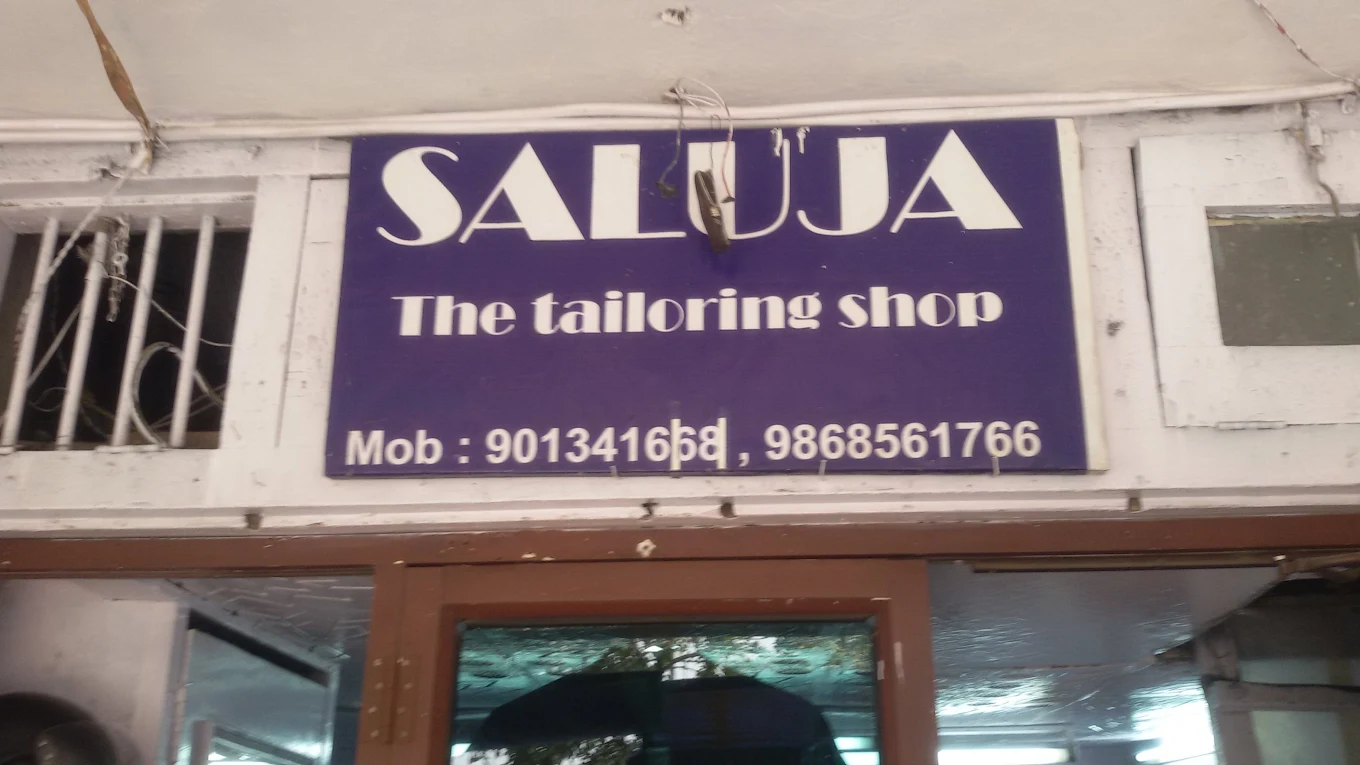 SALUJA
The tailoring shop
Mob : 901341668 , 9868561766